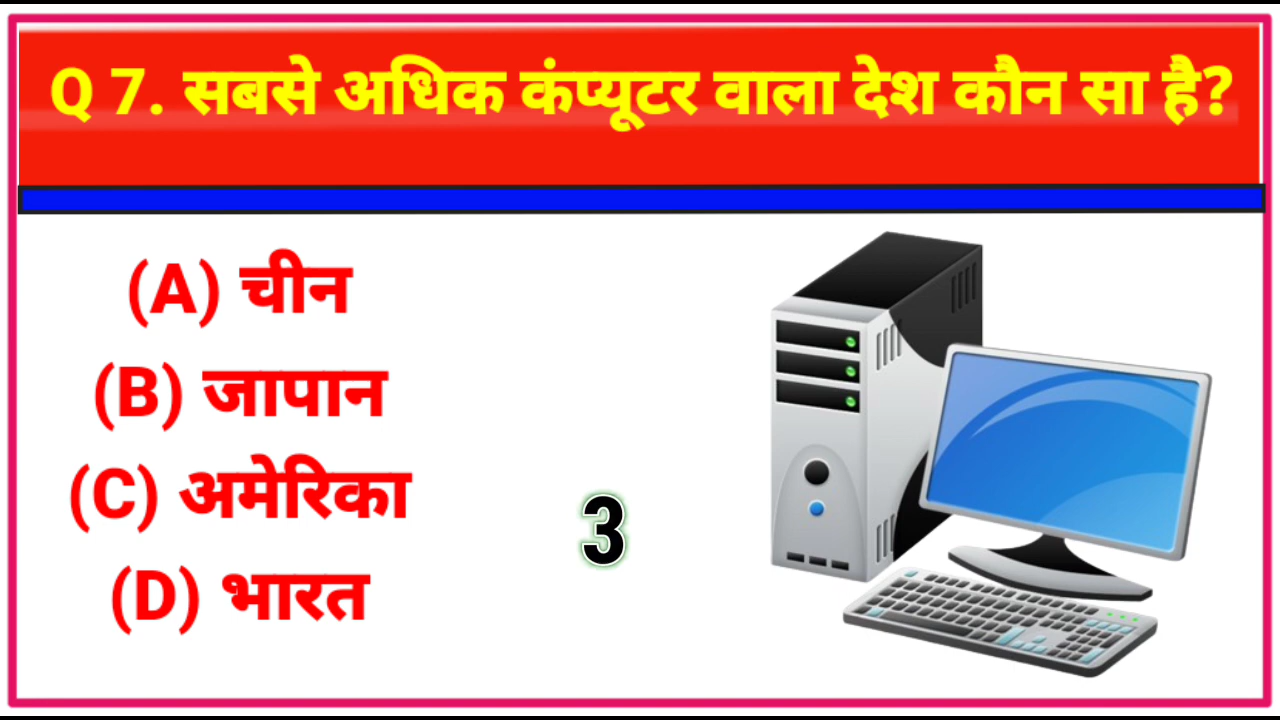 Q 7. सबसे अधिक कंप्यूटर वाला देश कौन सा है?
(A) चीन
(B) जापान
(C) अमेरिका
(D) भारत
3